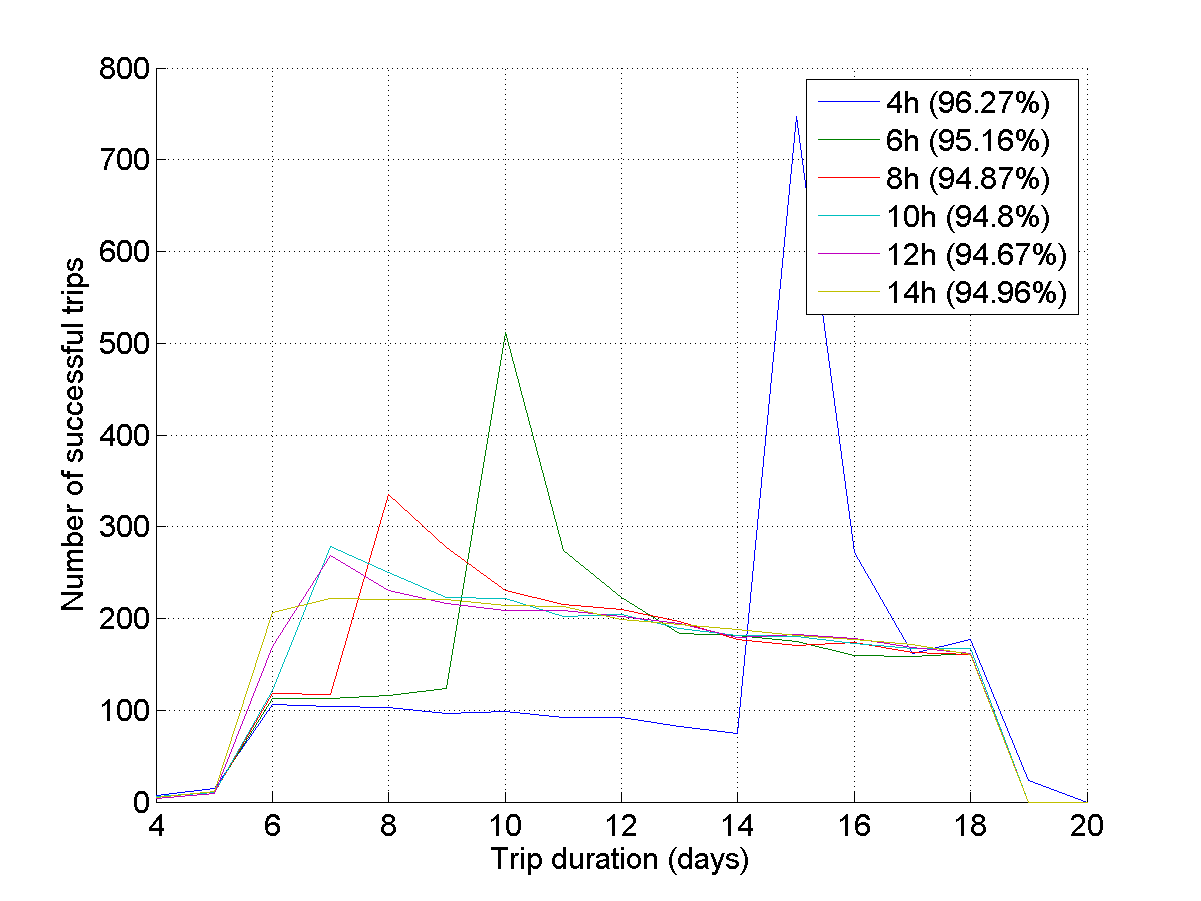 800
700
600
500
400
300
200
100
0
4 6 8 10 12 14 16 18 20
Number of successful trips
Trip duration (days)
4h (96.27%)
6h (95.16%)
8h (94.87%)
10h (94.8%)
12h (94.67%)
14h (94.96%)